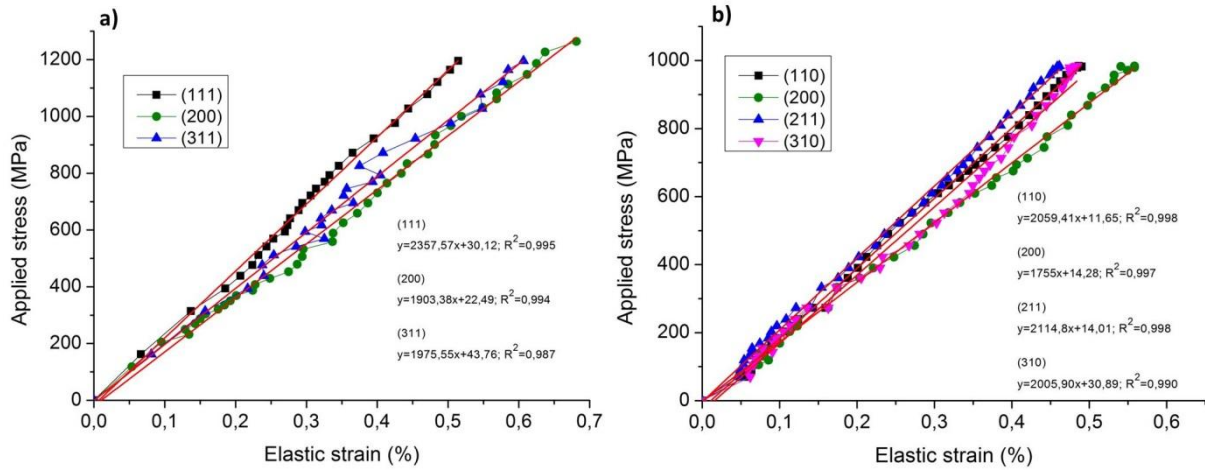 a)
Applied stress (MPa)
1200
1000
800
600
400
200
0
(111)
(200)
(311)
(111)
y=2357,57x+30,12; R²=0,995
(200)
y=1903,38x+22,49; R²=0,994
(311)
y=1975,55x+43,76; R²=0,987
0,0 0,1 0,2 0,3 0,4 0,5 0,6 0,7
Elastic strain (%)
b)
Applied stress (MPa)
1000
800
600
400
200
0
(110)
(200)
(211)
(310)
(110)
y=2059,41x+11,65; R²=0,998
(200)
y=1755x+14,28; R²=0,997
(211)
y=2114,8x+14,01; R²=0,998
(310)
y=2005,90x+30,89; R²=0,990
0,0 0,1 0,2 0,3 0,4 0,5 0,6
Elastic strain (%)